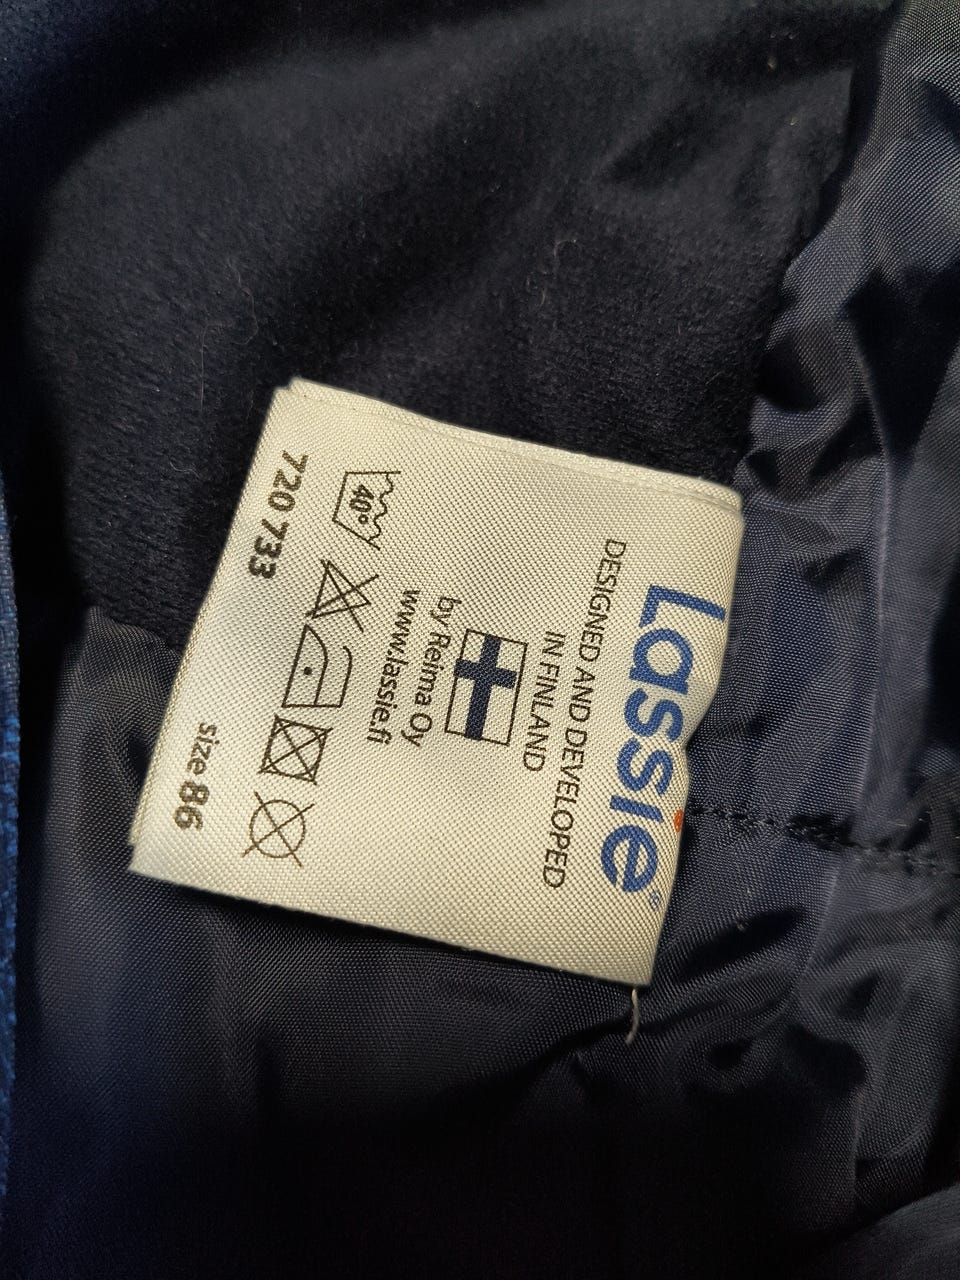 Lassie®
DESIGNED AND DEVELOPED
IN FINLAND
by Reima Oy
www.lassie.fi
40°
720 733
size 86